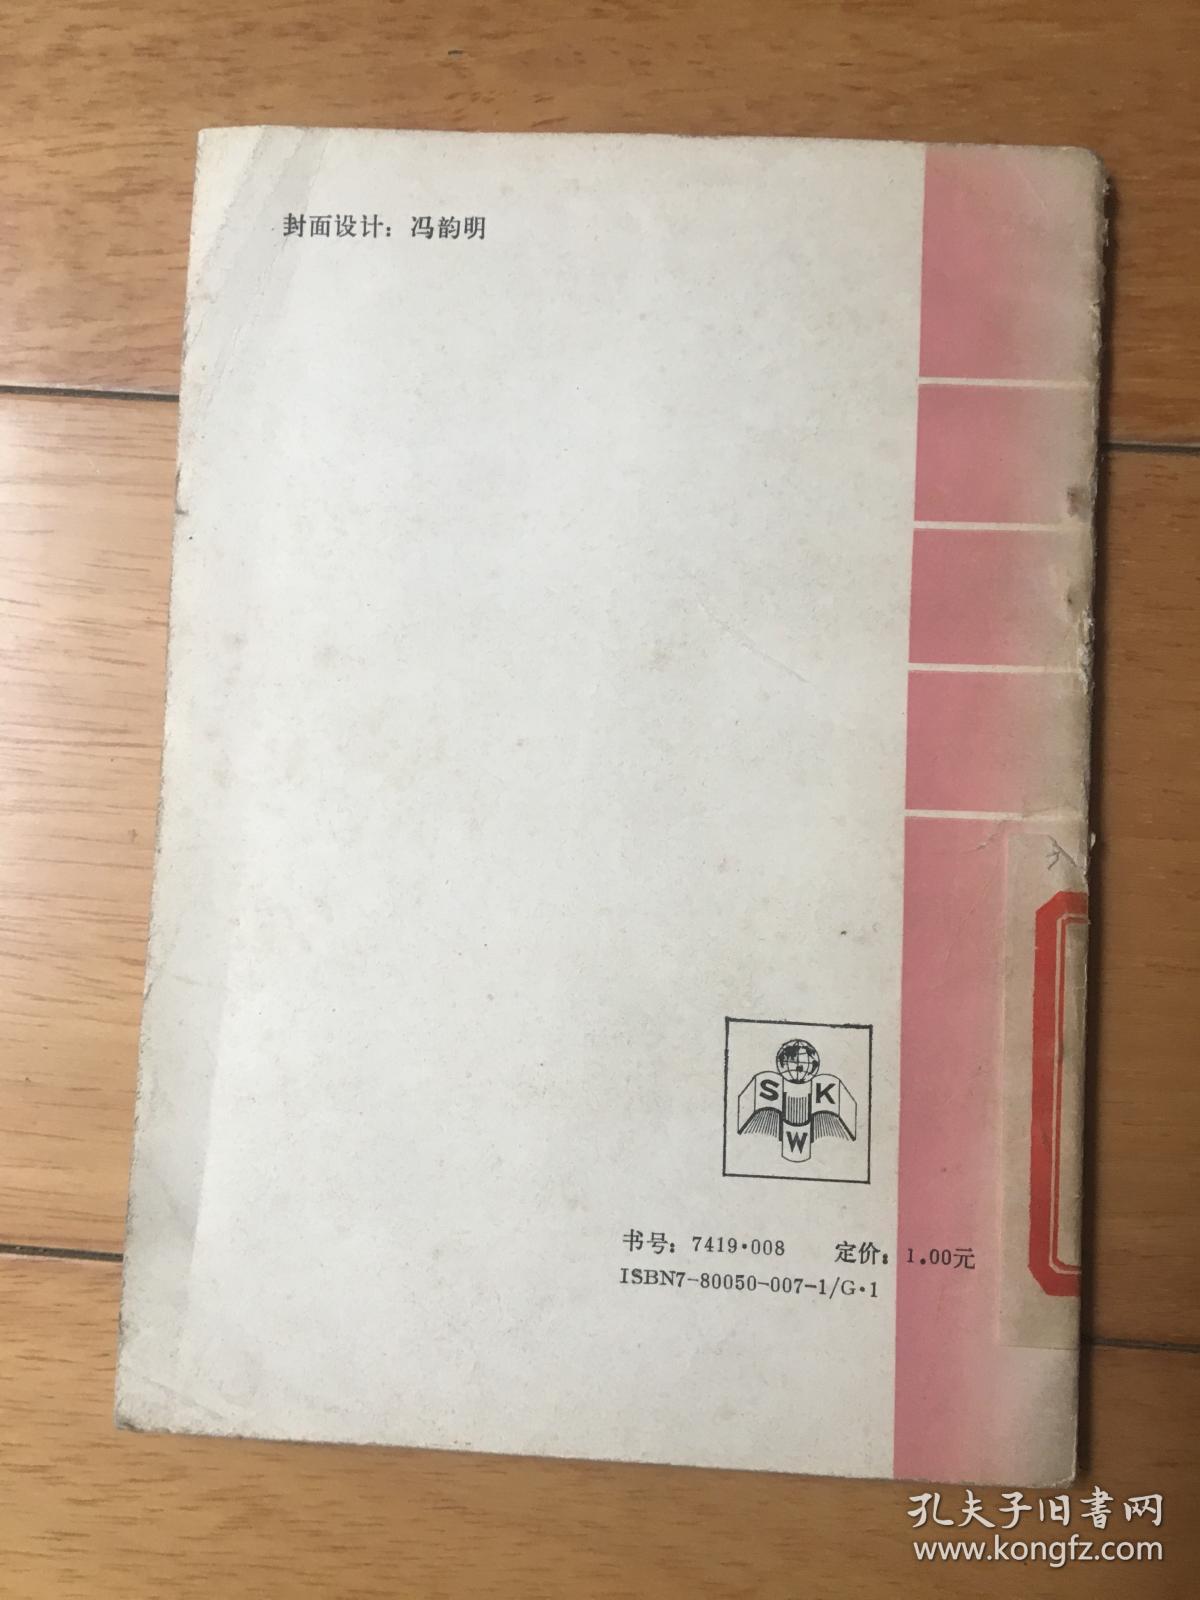 封面设计：冯韵明
S K
W
书号：7419·008 定价：1.00元
ISBN7-80050-007-1/G·1
孔夫子旧书网
www.kongfz.com